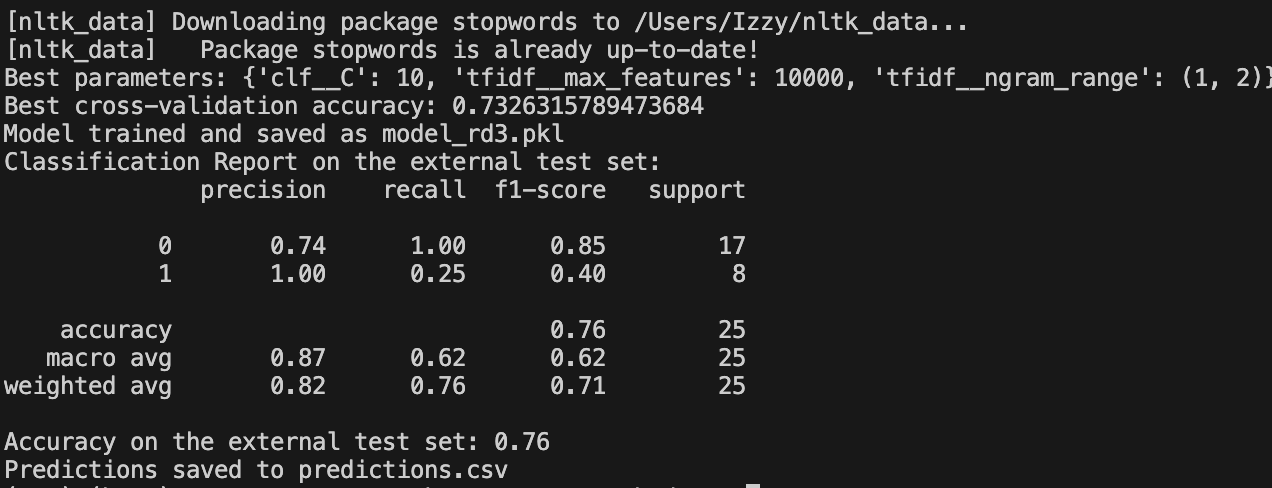 [nltk_data] Downloading package stopwords to /Users/Izzy/nltk_data...
[nltk_data]   Package stopwords is already up-to-date!
Best parameters: {'clf__C': 10, 'tfidf__max_features': 10000, 'tfidf__ngram_range': (1, 2)}
Best cross-validation accuracy: 0.7326315789473684
Model trained and saved as model_rd3.pkl
Classification Report on the external test set:
              precision    recall  f1-score   support
           0       0.74      1.00      0.85        17
           1       1.00      0.25      0.40         8
    accuracy                           0.76        25
   macro avg       0.87      0.62      0.62        25
weighted avg       0.82      0.76      0.71        25
Accuracy on the external test set: 0.76
Predictions saved to predictions.csv